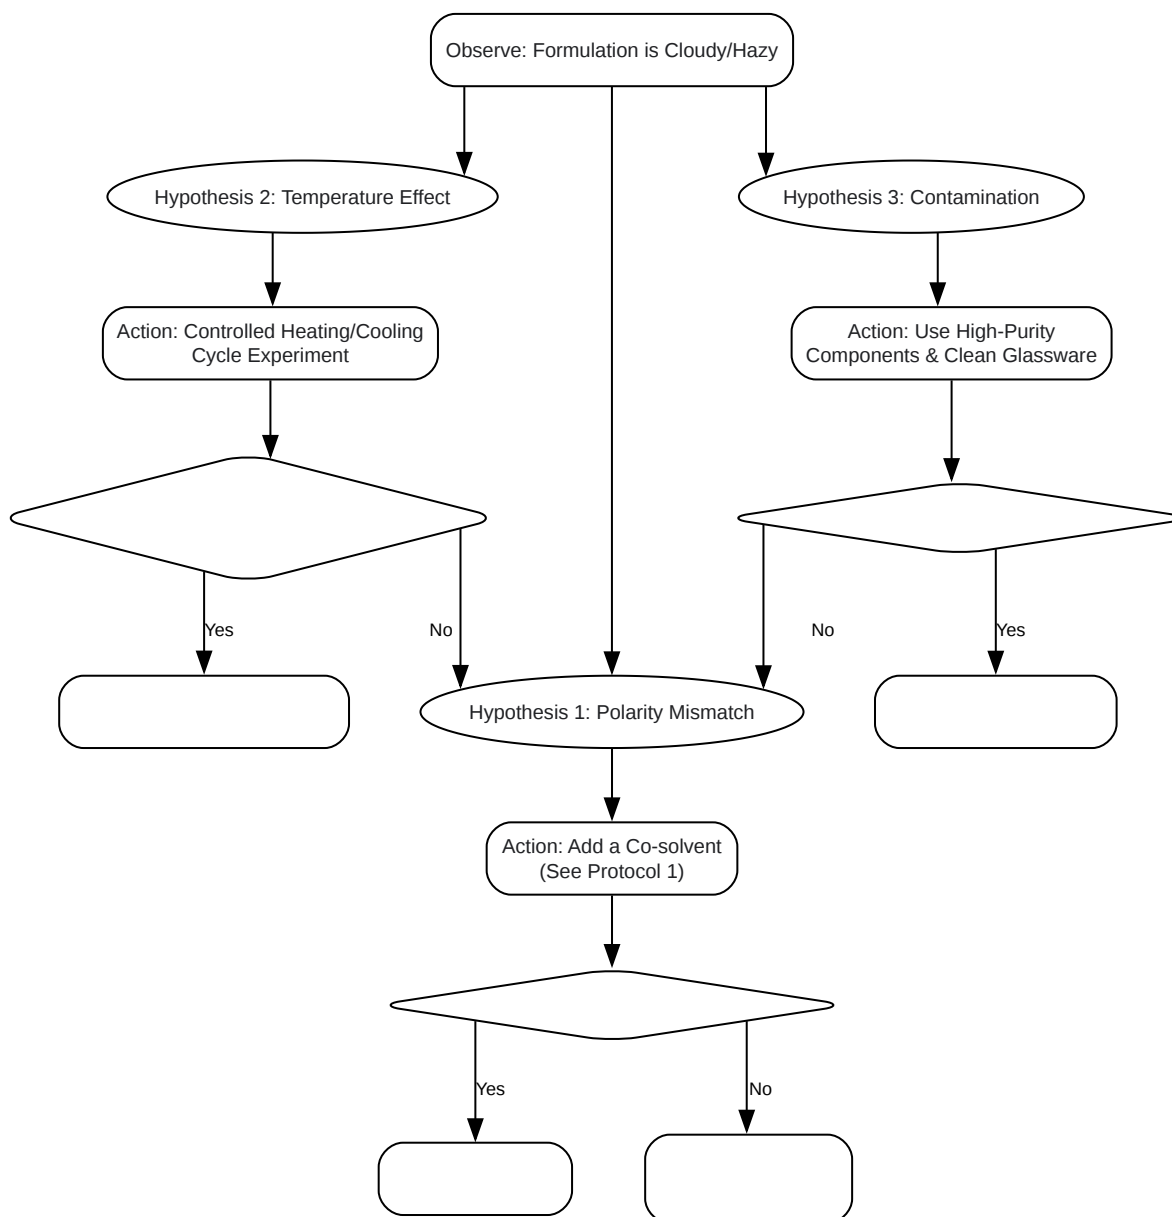 Observe: Formulation is Cloudy/Hazy
Hypothesis 2: Temperature Effect
Hypothesis 3: Contamination
Action: Controlled Heating/Cooling
Cycle Experiment
Action: Use High-Purity
Components & Clean Glassware
Yes
No
No
Yes
Hypothesis 1: Polarity Mismatch
Action: Add a Co-solvent
(See Protocol 1)
Yes
No